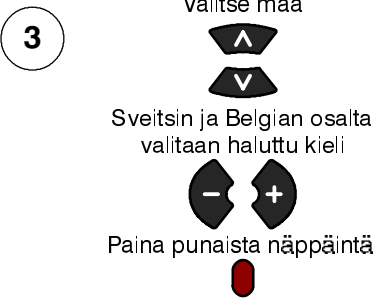 Valitse maa
3
Sveitsin ja Belgian osalta
valitaan haluttu kieli
- +
Paina punaista näppäintä